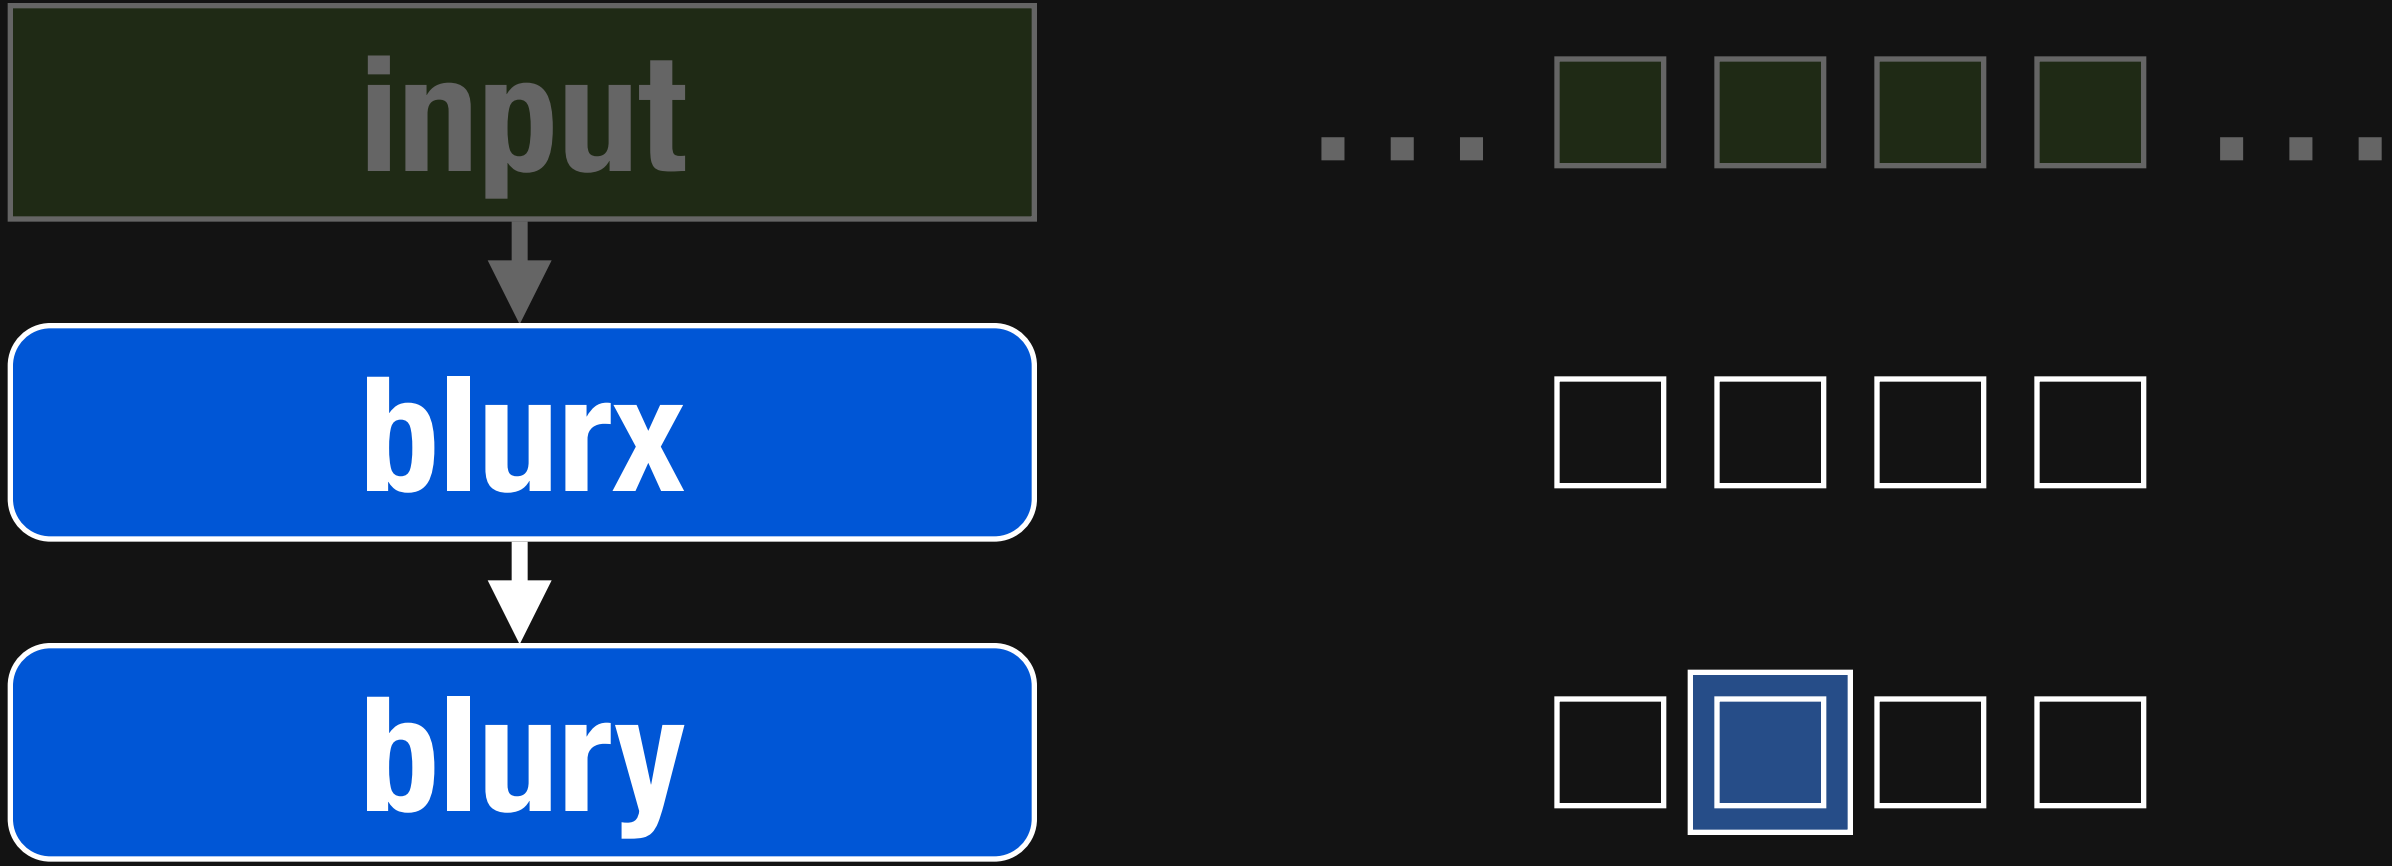 input
. . .
. . .
blurx
blury